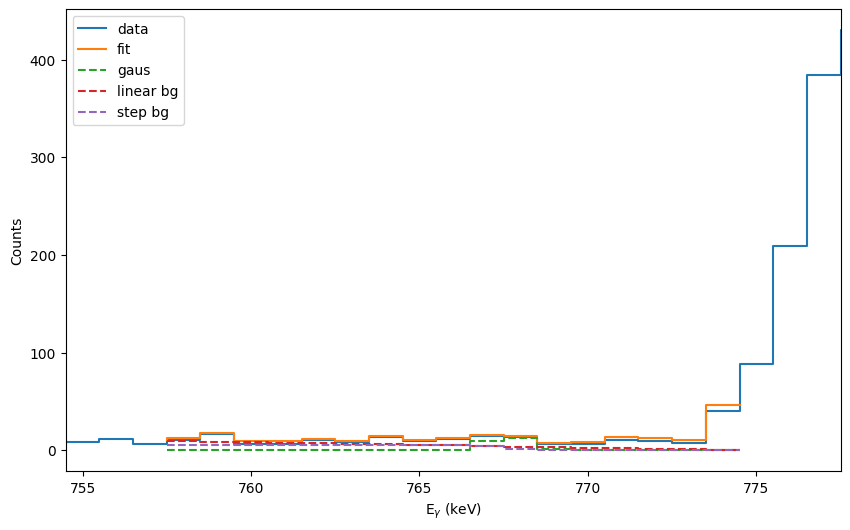 data
fit
gaus
linear bg
step bg
400
300
200
100
0
Counts
755
760
765
770
775
Eγ (keV)